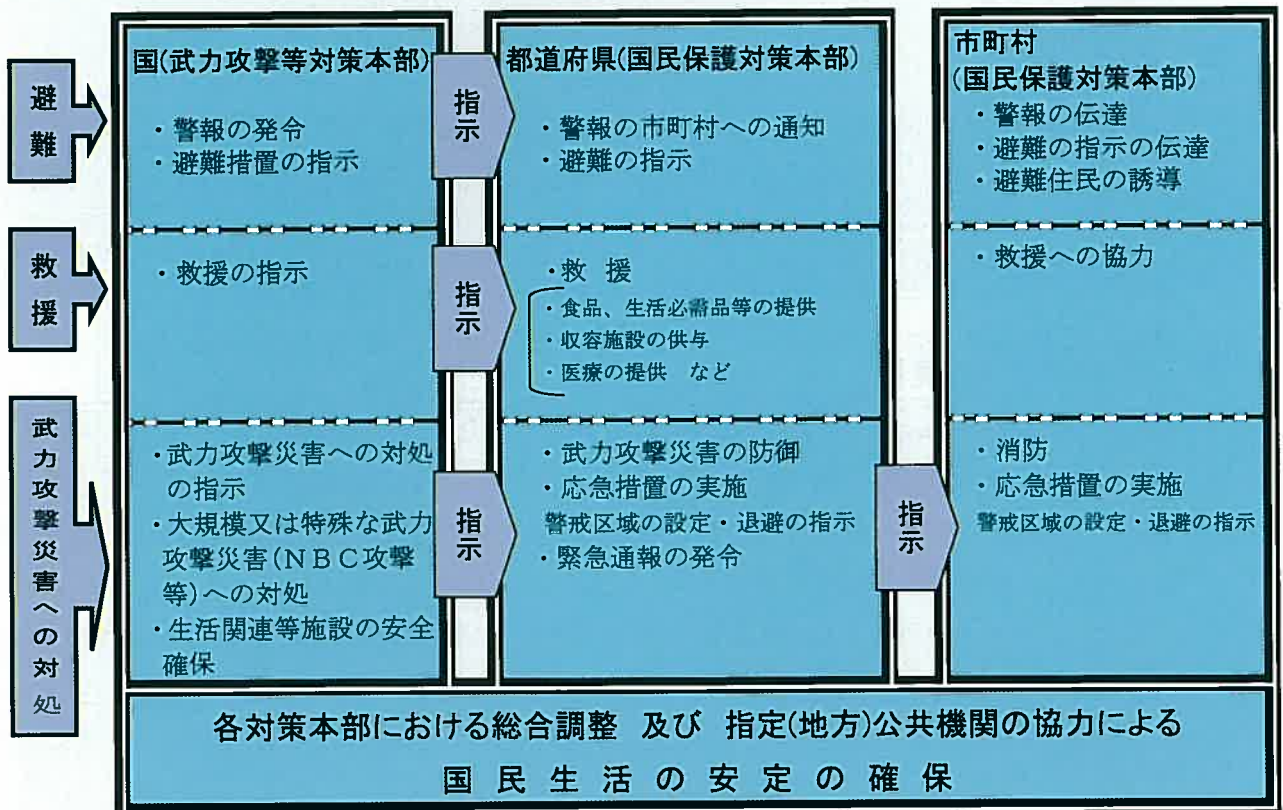 避難
国(武力攻撃等対策本部)
・警報の発令
・避難措置の指示
指示
都道府県(国民保護対策本部)
・警報の市町村への通知
・避難の指示
市町村
(国民保護対策本部)
・警報の伝達
・避難の指示の伝達
・避難住民の誘導
救援
・救援の指示
指示
・救 援
・食品、生活必需品等の提供
・収容施設の供与
・医療の提供 など
・救援への協力
武力攻撃災害への対処
・武力攻撃災害への対処
の指示
・大規模又は特殊な武力
攻撃災害(NBC攻撃
等)への対処
・生活関連等施設の安全
確保
指示
・武力攻撃災害の防御
・応急措置の実施
警戒区域の設定・退避の指示
・緊急通報の発令
指示
・消防
・応急措置の実施
警戒区域の設定・退避の指示
各対策本部における総合調整 及び 指定(地方)公共機関の協力による
国 民 生 活 の 安 定 の 確 保